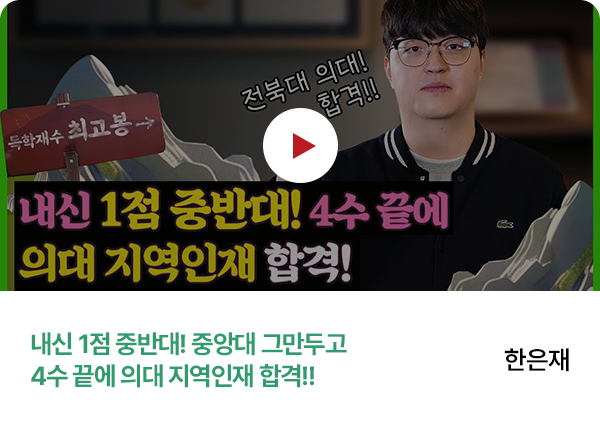 전북대 의대!
합격!!
독학재수 최고봉→
내신 1점 중반대! 4수 끝에
의대 지역인재 합격!
내신 1점 중반대! 중앙대 그만두고
4수 끝에 의대 지역인재 합격!!
한은재